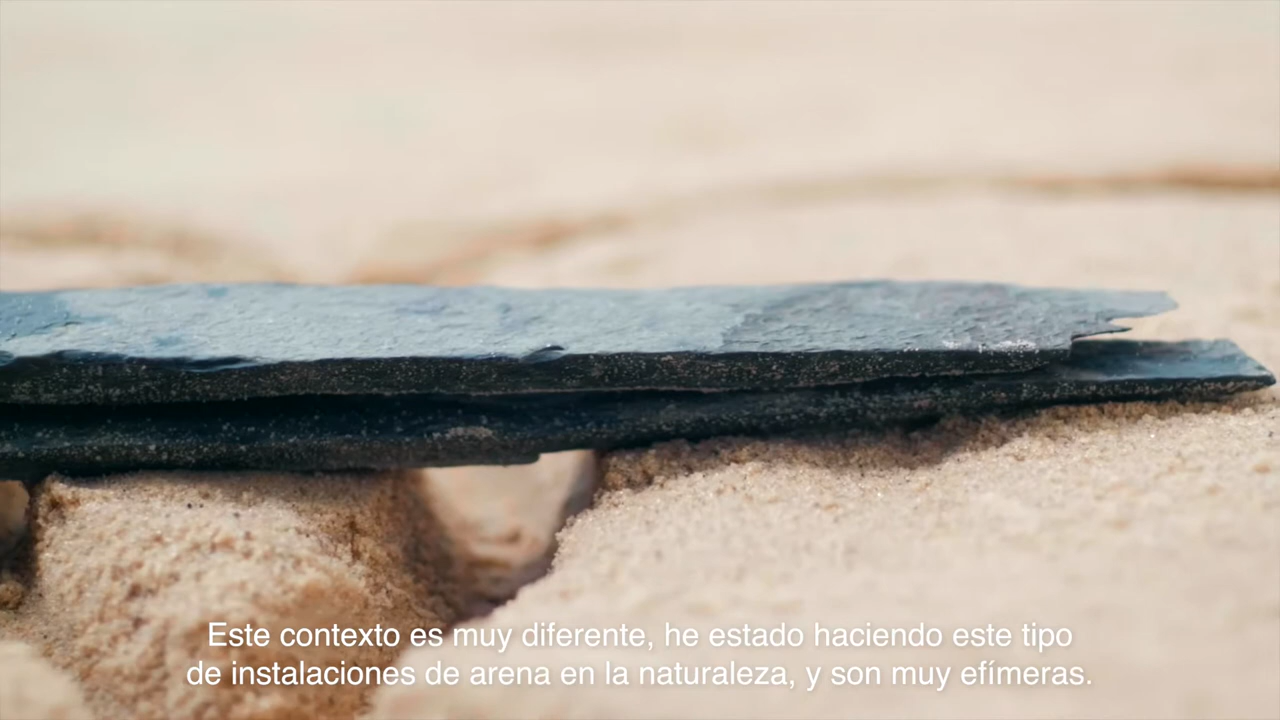 Este contexto es muy diferente, he estado haciendo este tipo
de instalaciones de arena en la naturaleza, y son muy efímeras.